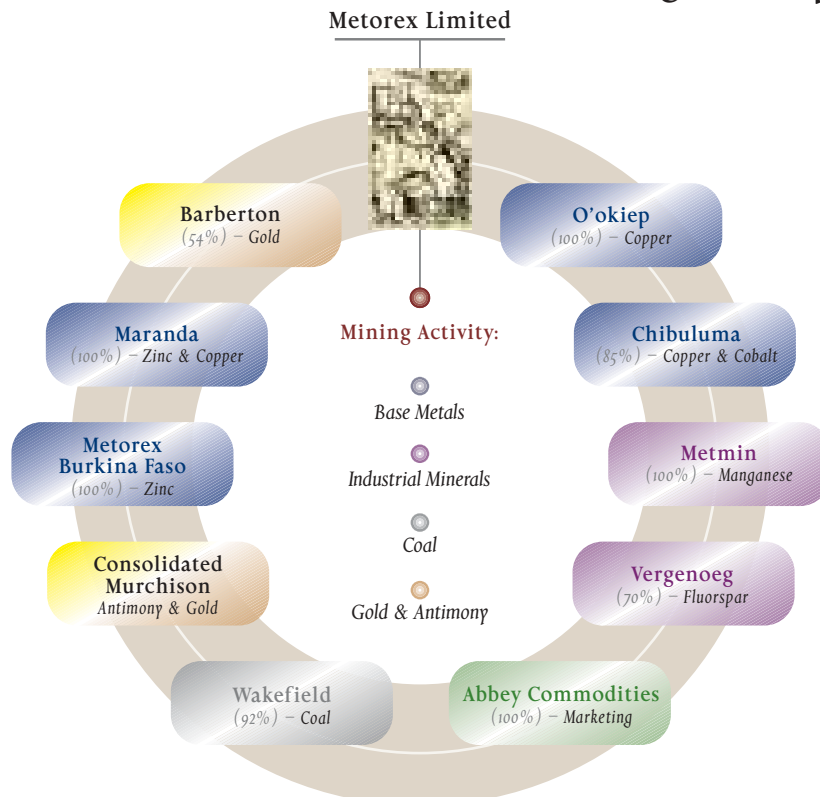 Metorex Limited
Barberton
(54%) – Gold
O'okiep
(100%) – Copper
Maranda
(100%) – Zinc & Copper
Mining Activity:
Chibuluma
(85%) – Copper & Cobalt
Base Metals
Metorex
Burkina Faso
(100%) – Zinc
Industrial Minerals
Metmin
(100%) – Manganese
Coal
Consolidated
Murchison
Antimony & Gold
Gold & Antimony
Vergenoeg
(70%) – Fluorspar
Wakefield
(92%) – Coal
Abbey Commodities
(100%) – Marketing